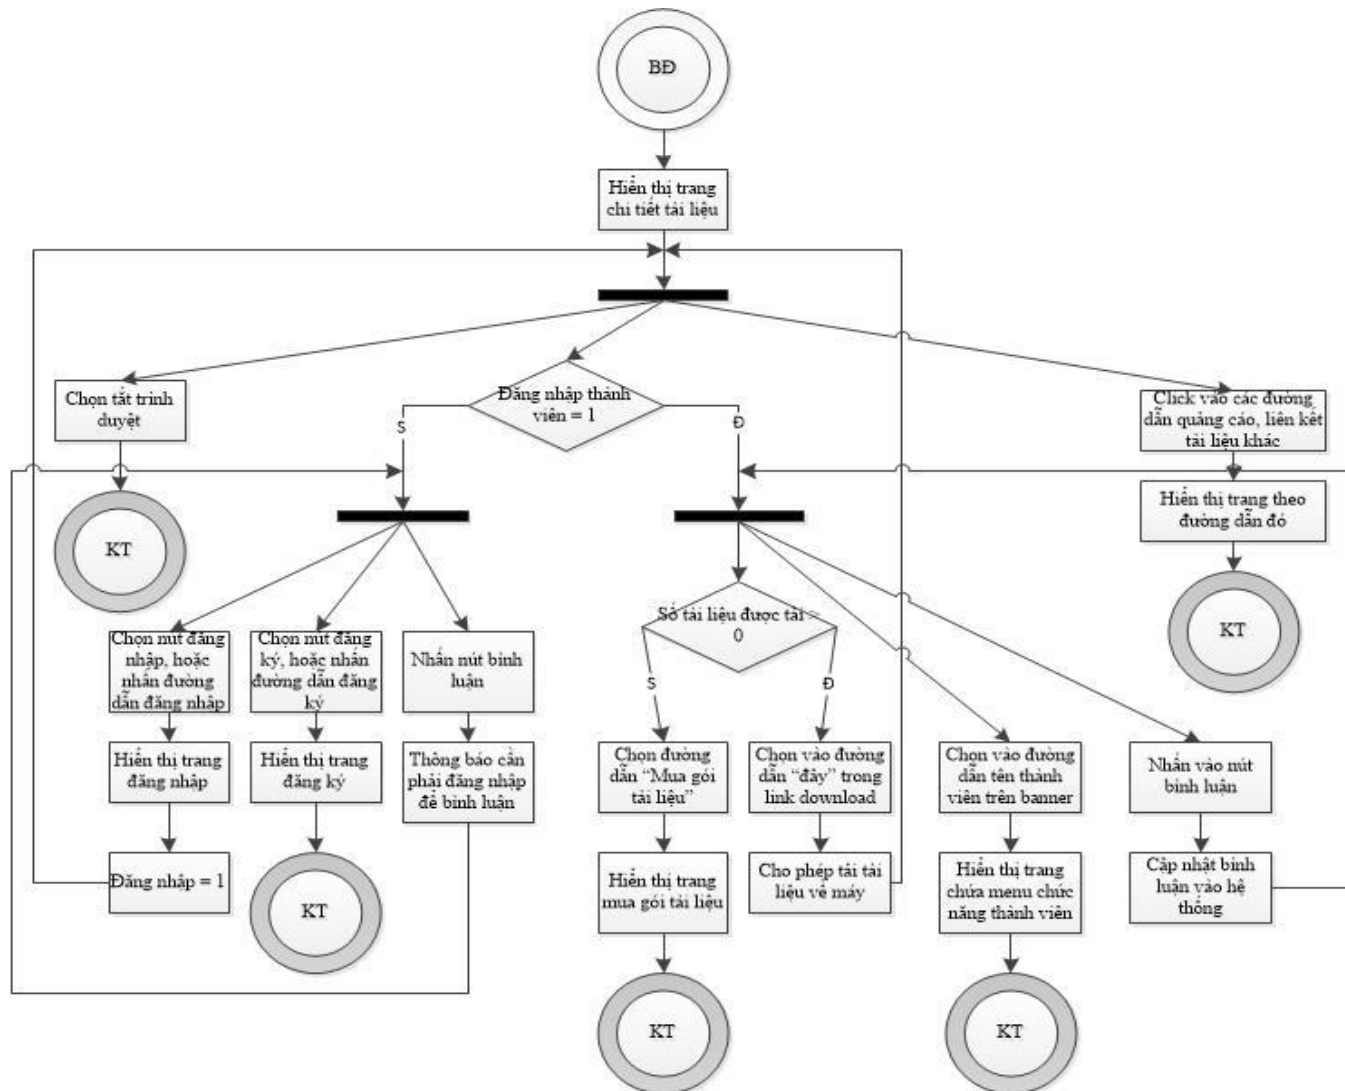 BĐ
Hiển thị trang
chi tiết tài liệu
Chọn tắt trình
duyệt
KT
Đăng nhập thành
viên = 1
S
Đ
Click vào các đường
dẫn quảng cáo, liên kết
tài liệu khác
Hiển thị trang theo
đường dẫn đó
KT
Chọn nút đăng
nhập, hoặc
nhấn đường
dẫn đăng nhập
Hiển thị trang
đăng nhập
Đăng nhập = 1
Chọn nút đăng
ký, hoặc nhấn
đường dẫn đăng
ký
Hiển thị trang
đăng ký
KT
Nhấn nút bình
luận
Thông báo cần
phải đăng nhập
để bình luận
Số tài liệu được tải >
0
S
Đ
Chọn đường
dẫn “Mua gói
tài liệu”
Hiển thị trang
mua gói tài liệu
KT
Chọn vào đường
dẫn “đây” trong
link download
Cho phép tải tài
liệu về máy
Chọn vào đường
dẫn tên thành
viên trên banner
Hiển thị trang
chứa menu chức
năng thành viên
KT
Nhấn vào nút
bình luận
Cập nhật bình
luận vào hệ
thống